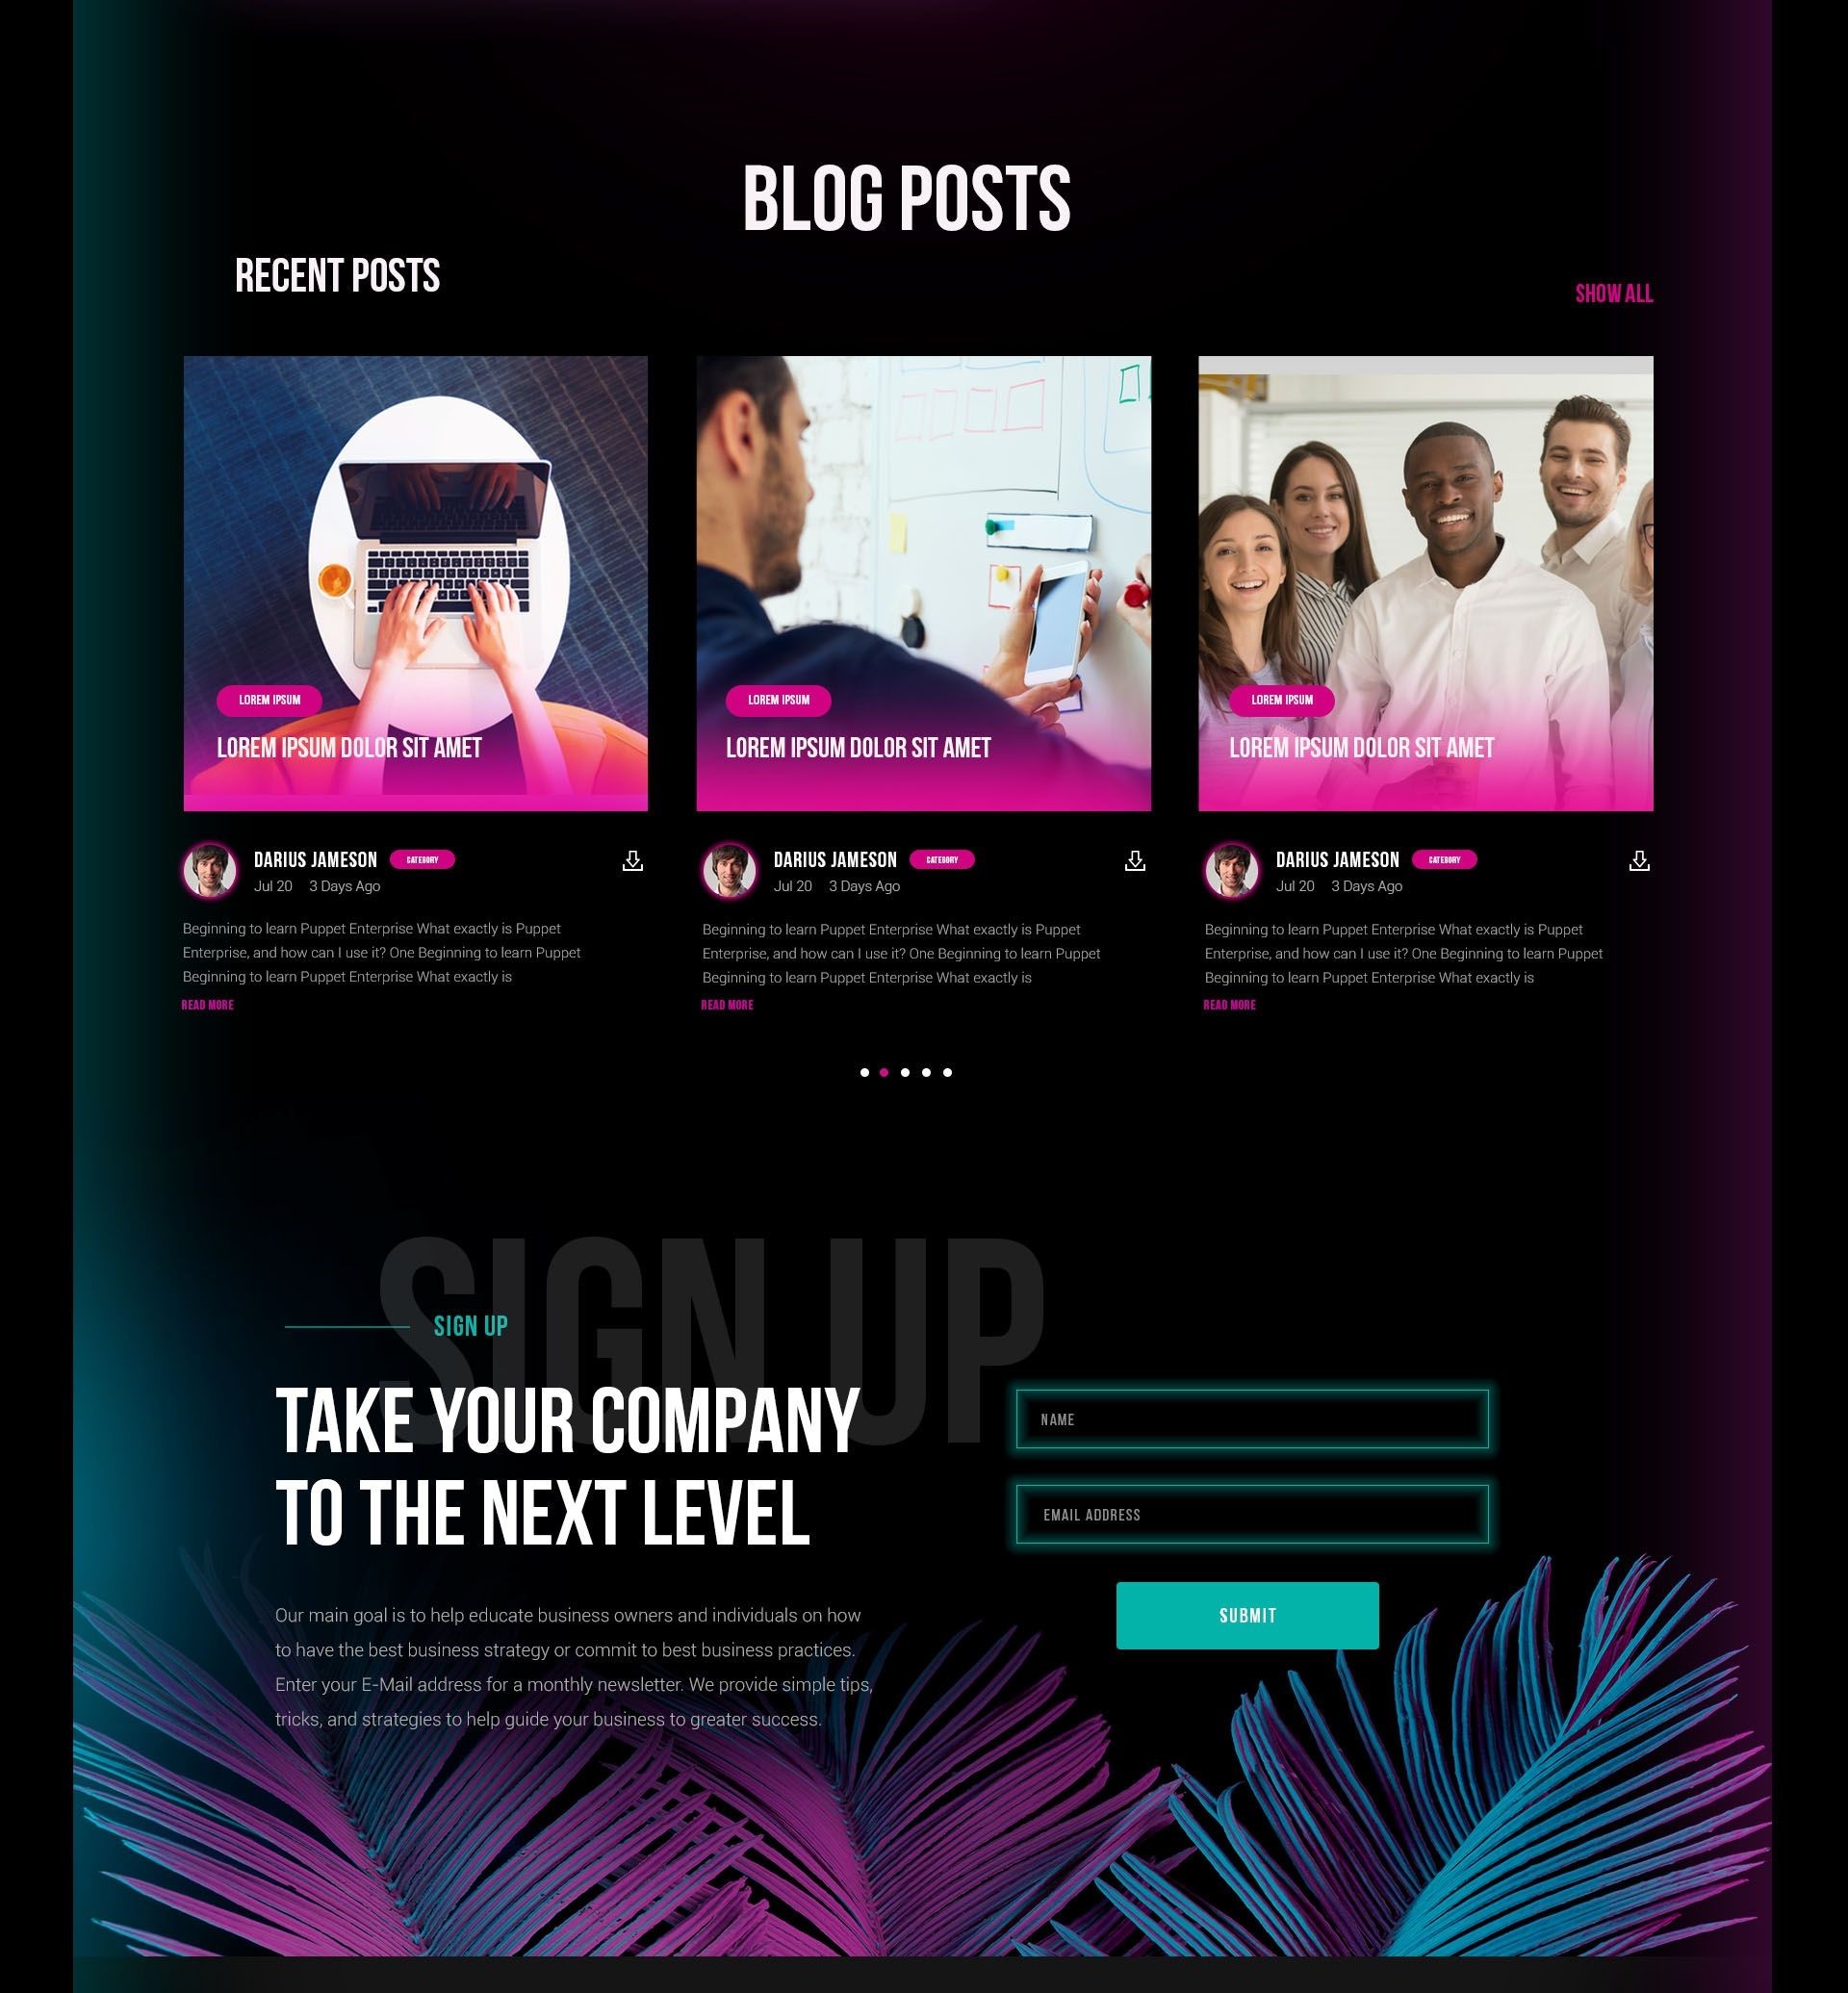 BLOG POSTS
RECENT POSTS
SHOW ALL
LOREM IPSUM
LOREM IPSUM DOLOR SIT AMET
LOREM IPSUM
LOREM IPSUM DOLOR SIT AMET
LOREM IPSUM
LOREM IPSUM DOLOR SIT AMET
DARIUS JAMESON CATEGORY
Jul 20 3 Days Ago
Beginning to learn Puppet Enterprise What exactly is Puppet
Enterprise, and how can I use it? One Beginning to learn Puppet
Beginning to learn Puppet Enterprise What exactly is
READ MORE
DARIUS JAMESON CATEGORY
Jul 20 3 Days Ago
Beginning to learn Puppet Enterprise What exactly is Puppet
Enterprise, and how can I use it? One Beginning to learn Puppet
Beginning to learn Puppet Enterprise What exactly is
READ MORE
DARIUS JAMESON CATEGORY
Jul 20 3 Days Ago
Beginning to learn Puppet Enterprise What exactly is Puppet
Enterprise, and how can I use it? One Beginning to learn Puppet
Beginning to learn Puppet Enterprise What exactly is
READ MORE
SIGN UP
SIGN UP
TAKE YOUR COMPANY
TO THE NEXT LEVEL
Our main goal is to help educate business owners and individuals on how
to have the best business strategy or commit to best business practices.
Enter your E-Mail address for a monthly newsletter. We provide simple tips,
tricks, and strategies to help guide your business to greater success.
NAME
EMAIL ADDRESS
SUBMIT